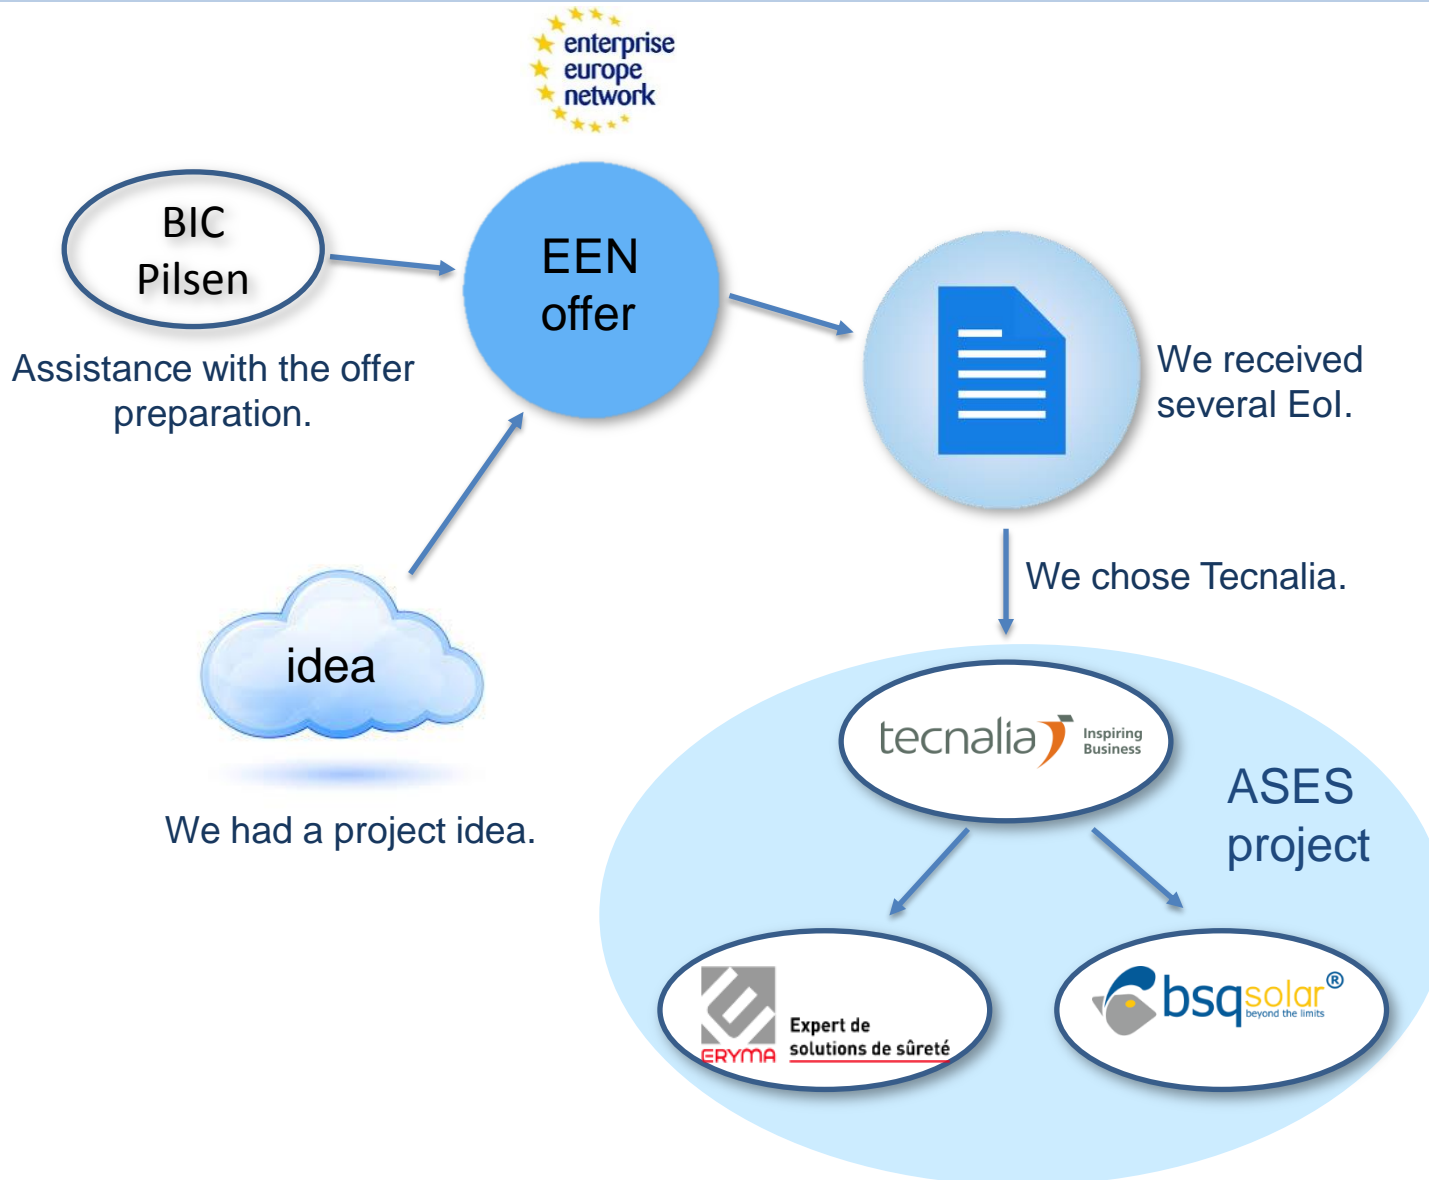 enterprise
europe
network
BIC
Pilsen
EEN
offer
Assistance with the offer
preparation.
We received
several EoI.
We chose Tecnalia.
idea
We had a project idea.
tecnalia Inspiring
Business
ASES
project
ERYMA
Expert de
solutions de sûreté
bsqsolar®
beyond the limits